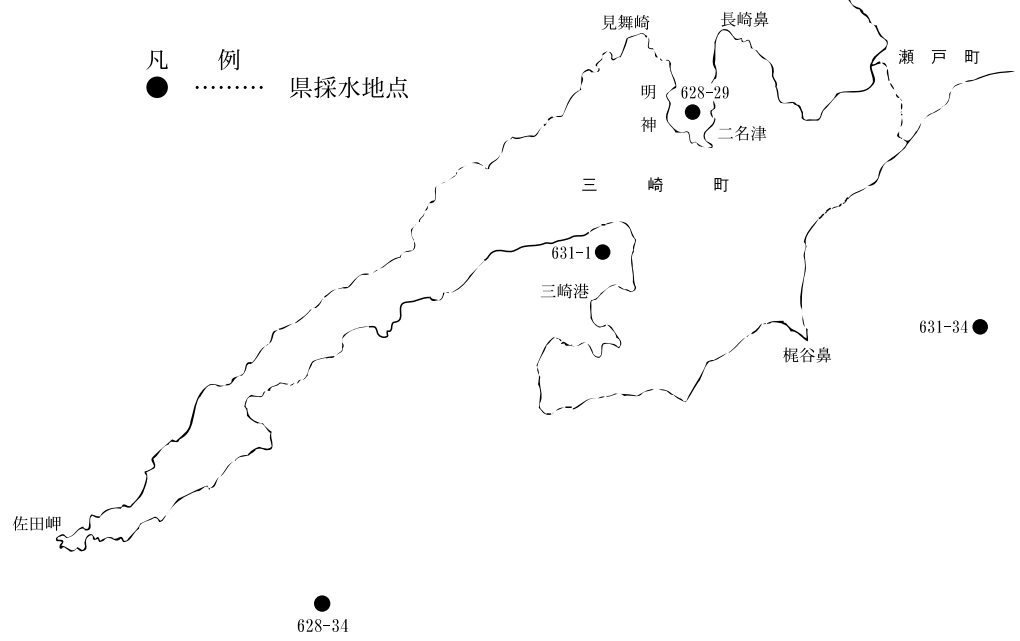 見舞崎
長崎鼻
凡 例
県採水地点
瀬戸町
628-29
明神
二名津
三崎町
631-1
三崎港
631-34
梶谷鼻
佐田岬
628-34